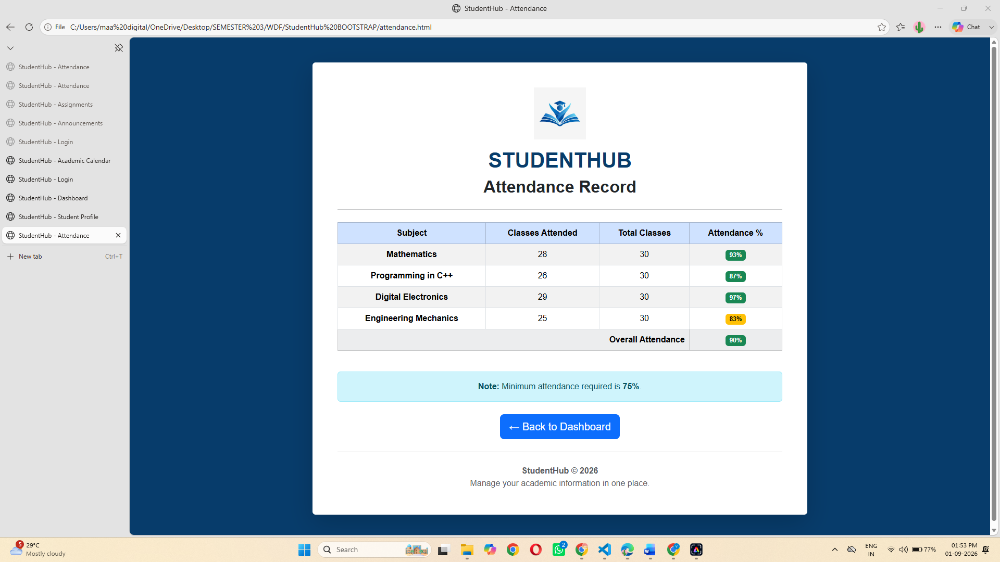 StudentHub - Attendance
File C:/Users/maa%20digital/OneDrive/Desktop/SEMESTER%203/WDF/StudentHub%20BOOTSTRAP/attendance.html
Chat
StudentHub - Attendance
StudentHub - Attendance
StudentHub - Assignments
StudentHub - Announcements
StudentHub - Login
StudentHub - Academic Calendar
StudentHub - Login
StudentHub - Dashboard
StudentHub - Student Profile
StudentHub - Attendance
New tab Ctrl+T
STUDENTHUB
Attendance Record
Subject Classes Attended Total Classes Attendance %
Mathematics 28 30 93%
Programming in C++ 26 30 87%
Digital Electronics 29 30 97%
Engineering Mechanics 25 30 83%
Overall Attendance 90%
Note: Minimum attendance required is 75%.
← Back to Dashboard
StudentHub © 2026
Manage your academic information in one place.
5
29°C
Mostly cloudy
Search
2
ENG
IN
77%
01:53 PM
01-09-2026